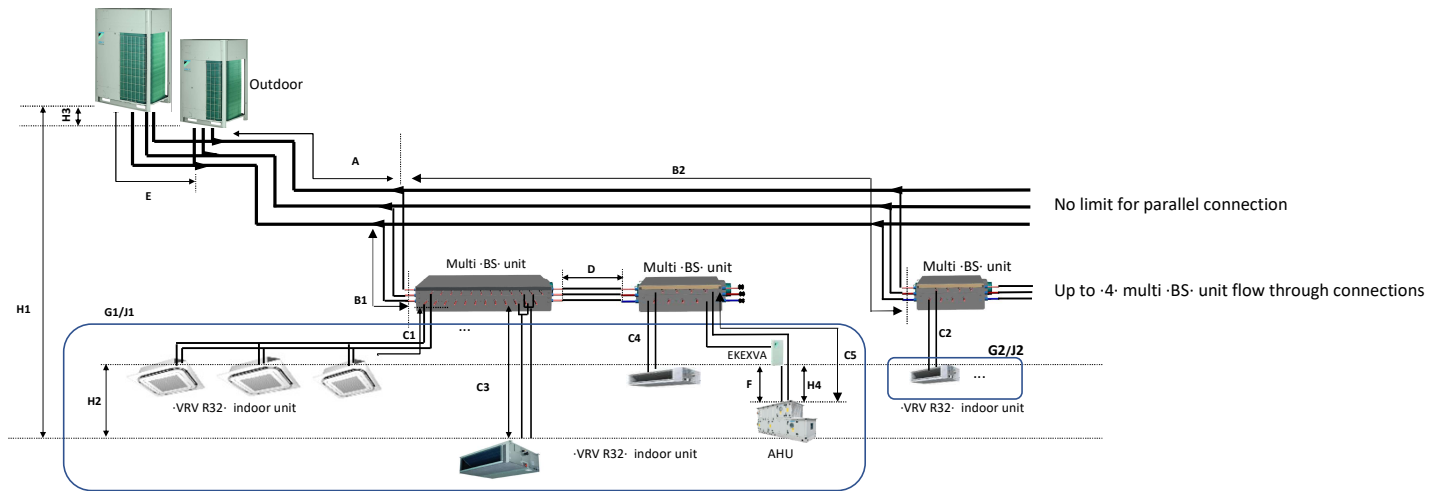 Outdoor
H3
A
B2
E
No limit for parallel connection
Multi ·BS· unit
D
Multi ·BS· unit
Multi ·BS· unit
Up to ·4· multi ·BS· unit flow through connections
B1
H1
G1/J1
...
C1
C4
C2
EKEXVA
C5
G2/J2
C3
F
H4
...
H2
·VRV R32· indoor unit
·VRV R32· indoor unit
·VRV R32· indoor unit
AHU